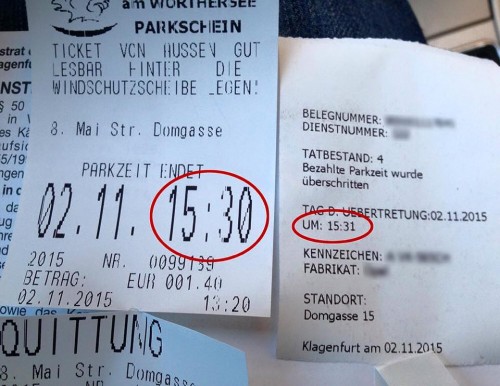 am WÖRTHERSEE
PARKSCHEIN
TICKET VON AUSSEN GUT
LESBAR HINTER DIE
WINDSCHUTZSCHEIBE LEGEN!
8. Mai Str. Domgasse
PARKZEIT ENDET
02.11. 15:30
2015 NR. 0099139
BETRAG: EUR 001.40
02.11.2015 13:20
QUITTUNG
8. Mai Str. Domgasse
BELEGNUMMER:
DIENSTNUMMER:
TATBESTAND: 4
Bezahlte Parkzeit wurde
überschritten
TAG D. UEBERTRETUNG:02.11.2015
UM: 15:31
KENNZEICHEN:
FABRIKAT:
STANDORT:
Domgasse 15
Klagenfurt am 02.11.2015